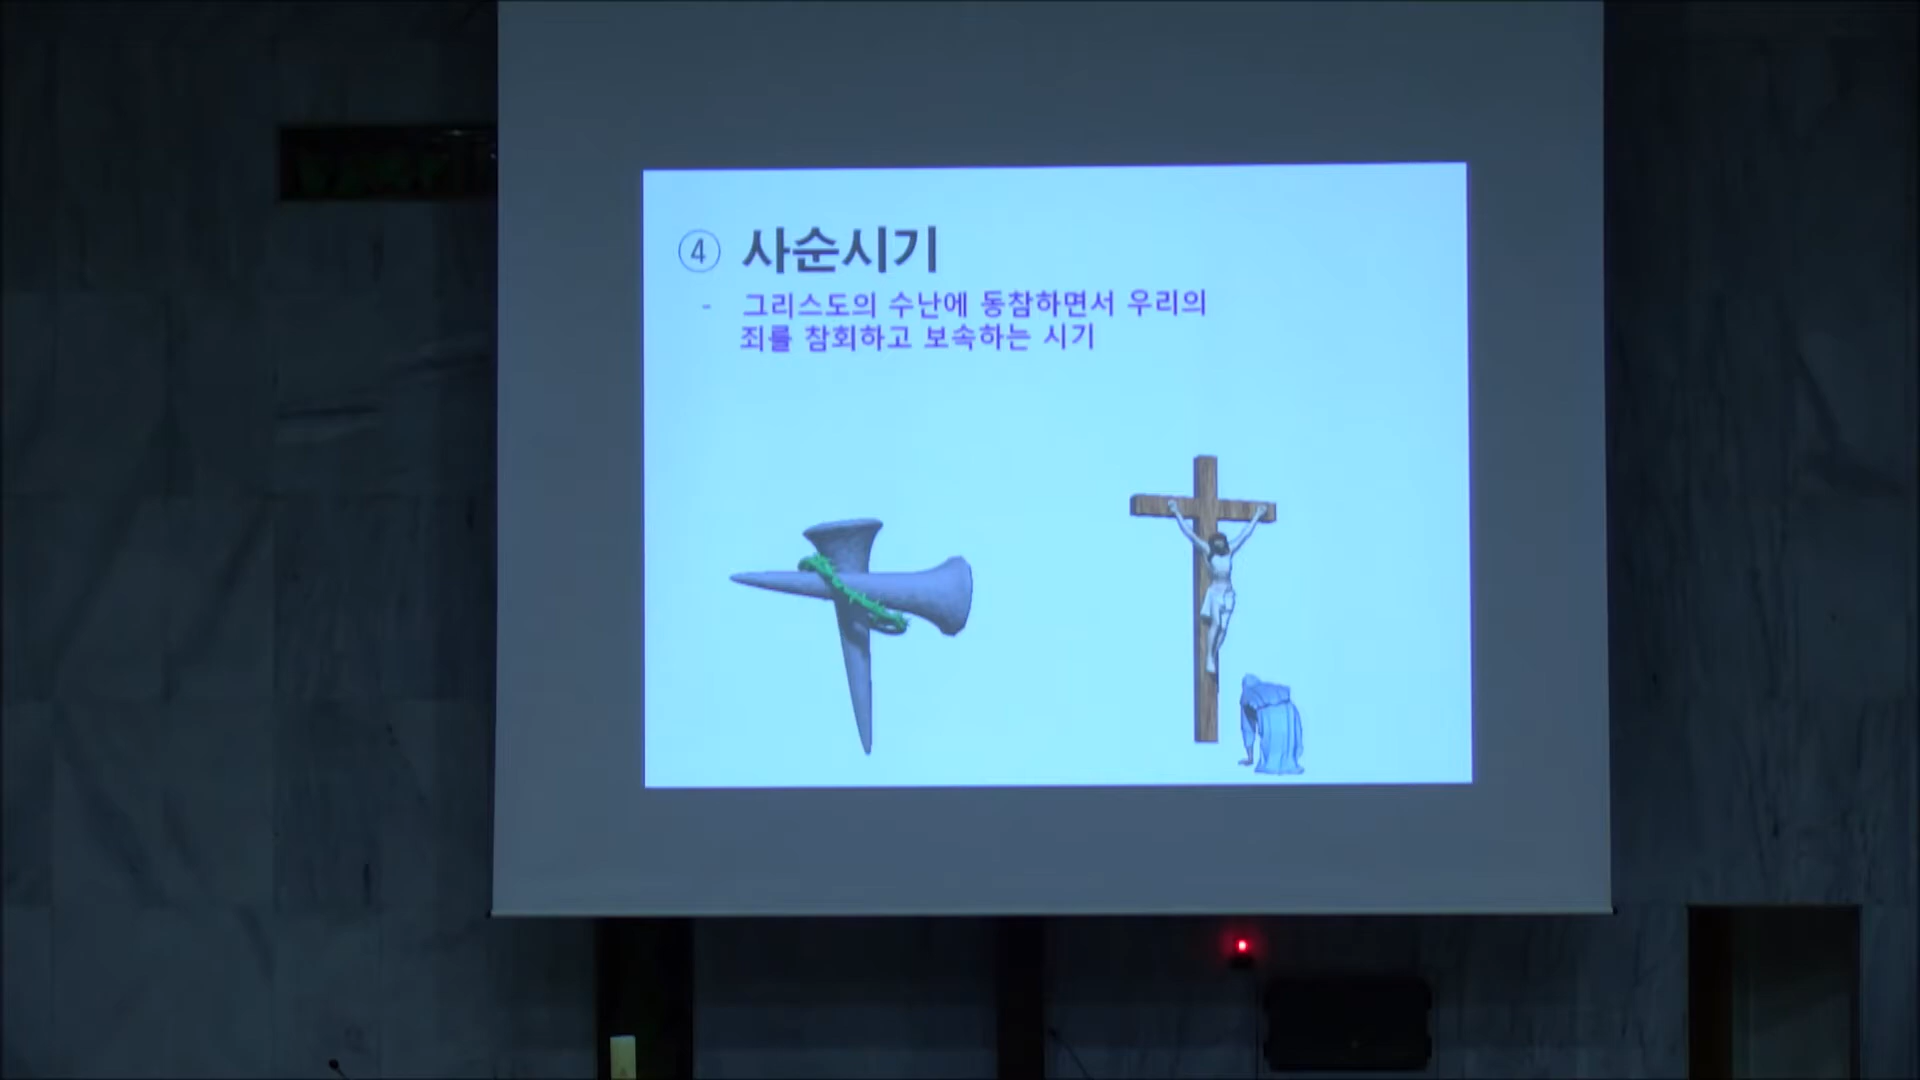 ④ 사순시기
- 그리스도의 수난에 동참하면서 우리의
죄를 참회하고 보속하는 시기